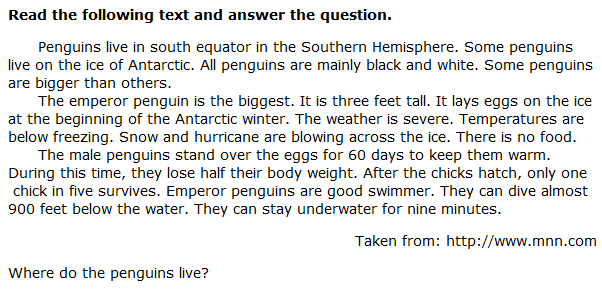 Read the following text and answer the question.
Penguins live in south equator in the Southern Hemisphere. Some penguins
live on the ice of Antarctic. All penguins are mainly black and white. Some penguins
are bigger than others.
The emperor penguin is the biggest. It is three feet tall. It lays eggs on the ice
at the beginning of the Antarctic winter. The weather is severe. Temperatures are
below freezing. Snow and hurricane are blowing across the ice. There is no food.
The male penguins stand over the eggs for 60 days to keep them warm.
During this time, they lose half their body weight. After the chicks hatch, only one
chick in five survives. Emperor penguins are good swimmer. They can dive almost
900 feet below the water. They can stay underwater for nine minutes.
Taken from: http://www.mnn.com
Where do the penguins live?